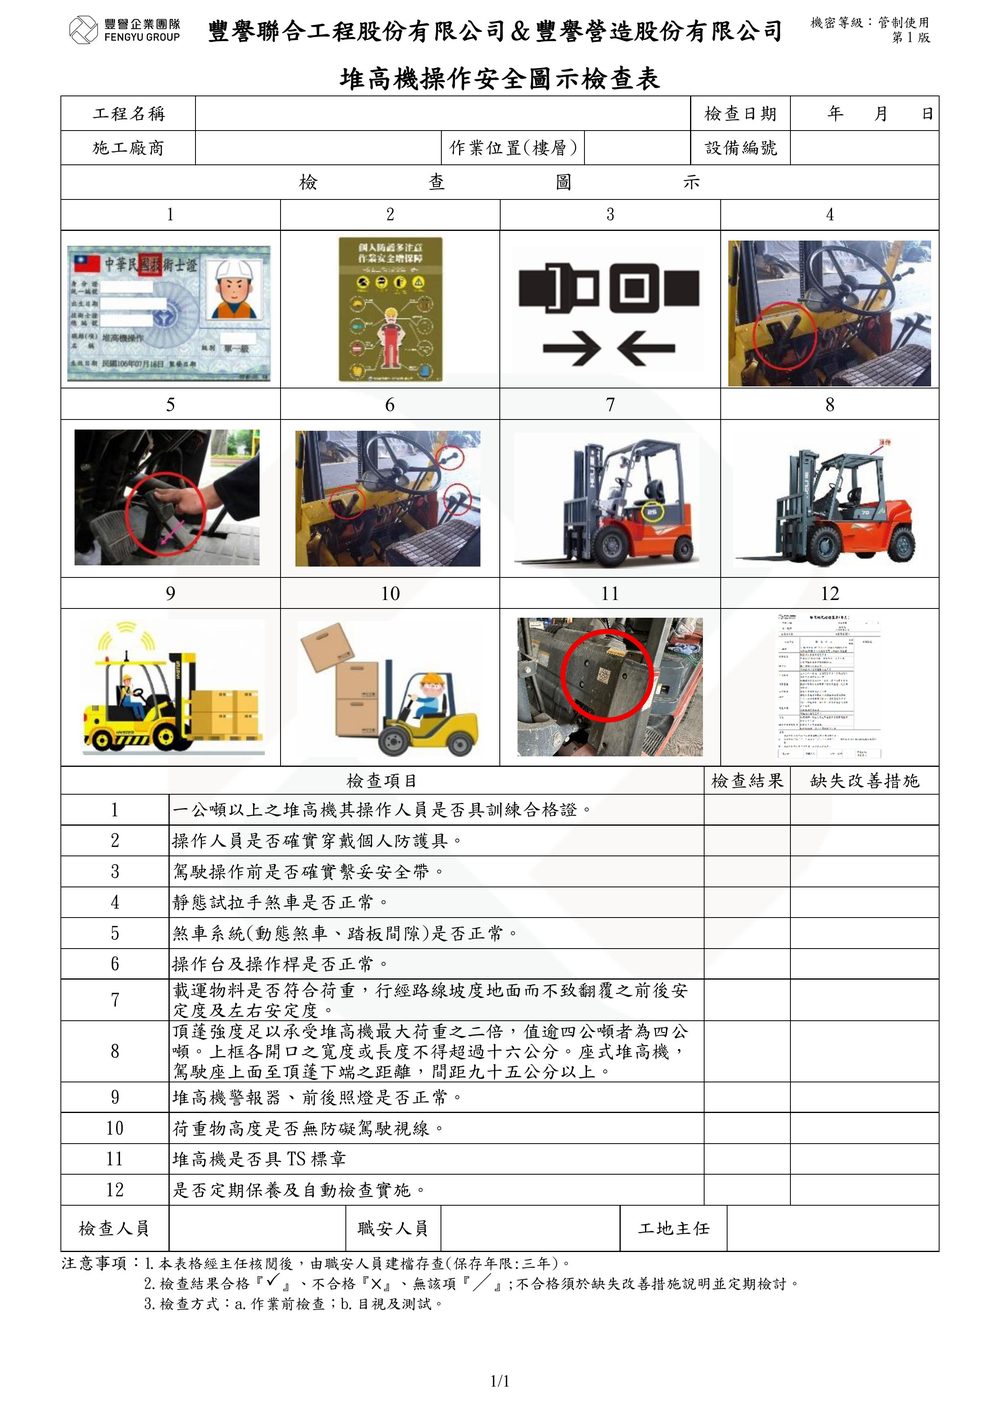 豐譽企業團隊
FENGYU GROUP
豐譽聯合工程股份有限公司&豐譽營造股份有限公司
機密等級：管制使用
第1版
堆高機操作安全圖示檢查表
工程名稱 檢查日期 年 月 日
施工廠商 作業位置(樓層) 設備編號
檢 查 圖 示
1 2 3 4
中華民國技術士證
堆高機操作
單一級
個人防護多注意
作業安全增保障
5 6 7 8
25
70
9 10 11 12
檢查項目 檢查結果 缺失改善措施
1 一公噸以上之堆高機其操作人員是否具訓練合格證。
2 操作人員是否確實穿戴個人防護具。
3 駕駛操作前是否確實繫妥安全帶。
4 靜態試拉手煞車是否正常。
5 煞車系統(動態煞車、踏板間隙)是否正常。
6 操作台及操作桿是否正常。
7 載運物料是否符合荷重，行經路線坡度地面而不致翻覆之前後安
定度及左右安定度。
8 頂蓬強度足以承受堆高機最大荷重之二倍，值逾四公噸者為四公
噸。上框各開口之寬度或長度不得超過十六公分。座式堆高機，
駕駛座上面至頂蓬下端之距離，間距九十五公分以上。
9 堆高機警報器、前後照燈是否正常。
10 荷重物高度是否無防礙駕駛視線。
11 堆高機是否具 TS 標章
12 是否定期保養及自動檢查實施。
檢查人員 職安人員 工地主任
注意事項：1.本表格經主任核閱後，由職安人員建檔存查(保存年限:三年)。
2.檢查結果合格『✓』、不合格『X』、無該項『／』;不合格須於缺失改善措施說明並定期檢討。
3.檢查方式：a.作業前檢查；b.目視及測試。
1/1